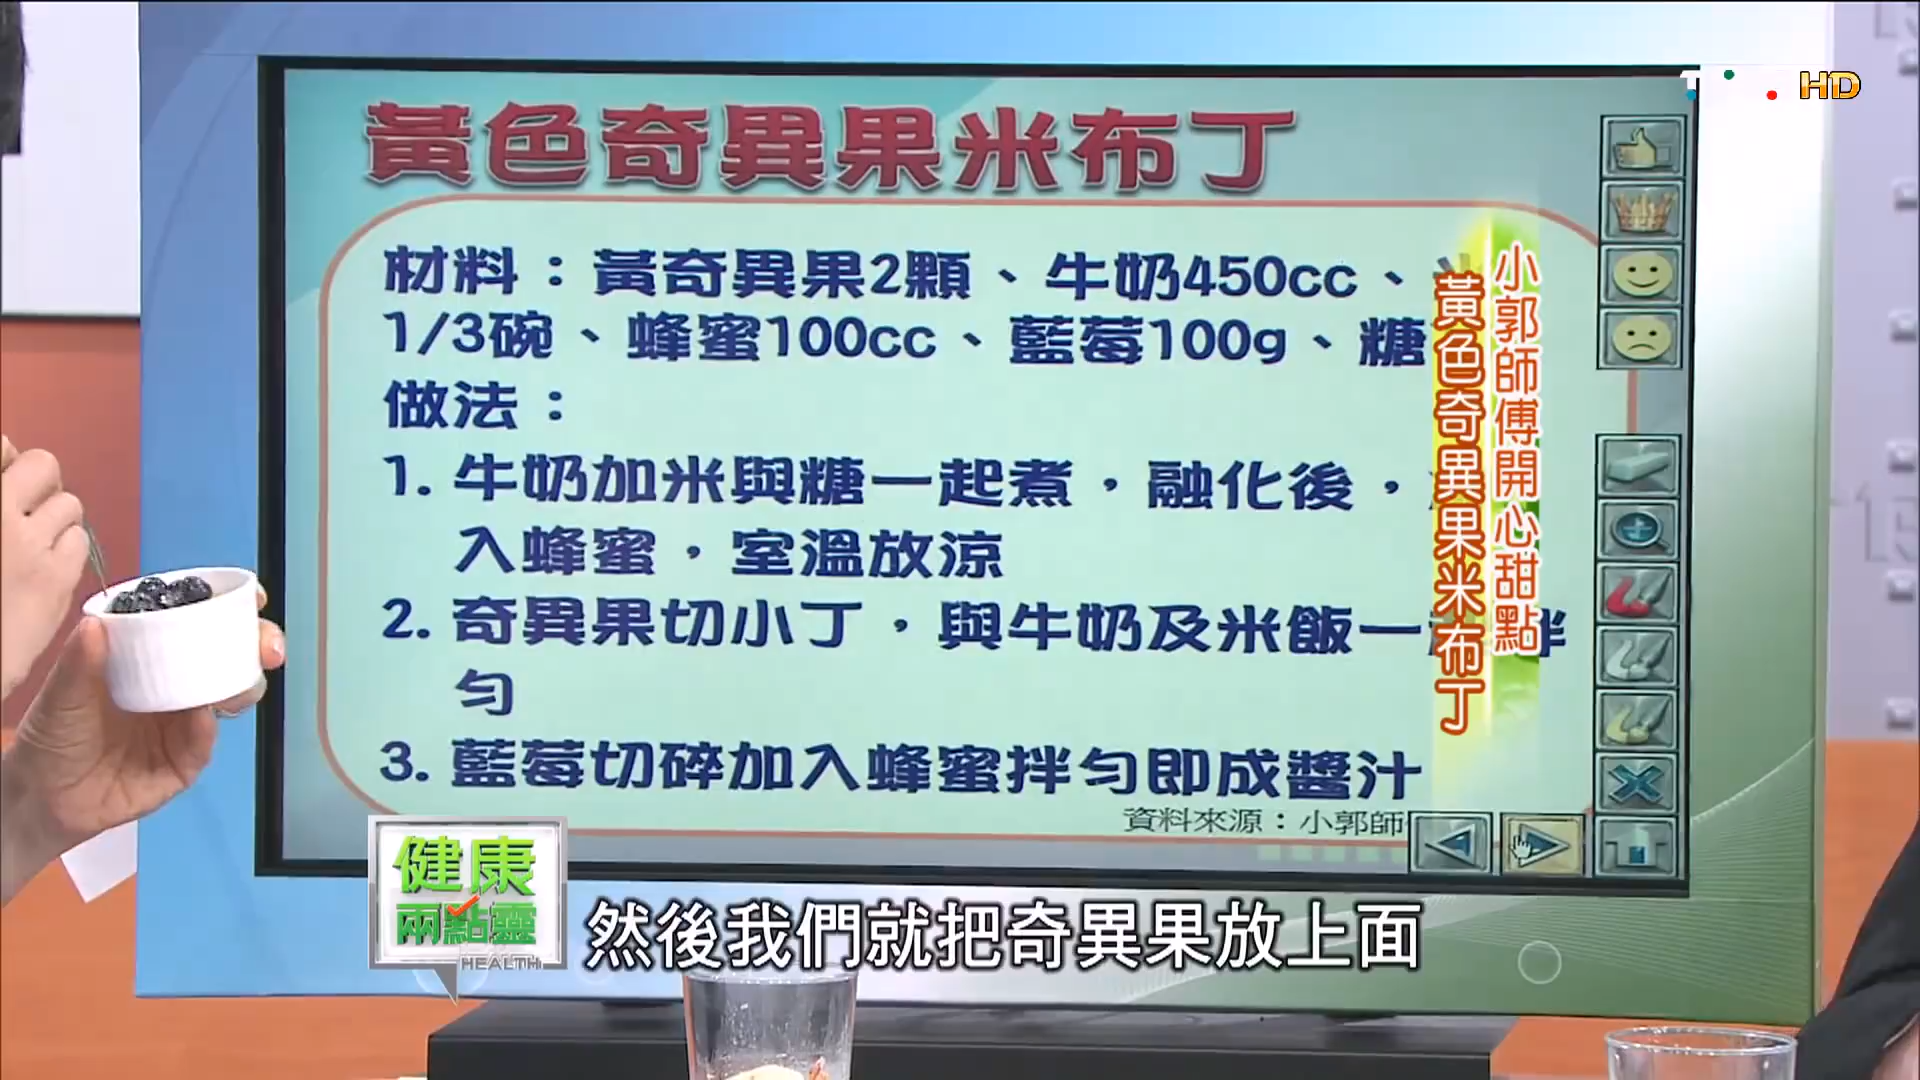 黃色奇異果米布丁
材料：黃奇異果2顆、牛奶450cc、
1/3碗、蜂蜜100cc、藍莓100g、糖
做法：
1. 牛奶加米與糖一起煮，融化後，
入蜂蜜，室溫放涼
2. 奇異果切小丁，與牛奶及米飯一 拌
勻
3. 藍莓切碎加入蜂蜜拌勻即成醬汁
資料來源：小郭師
小郭師傅開心甜點
黃色奇異果米布丁
HD
健康
兩點靈
HEALTH
然後我們就把奇異果放上面